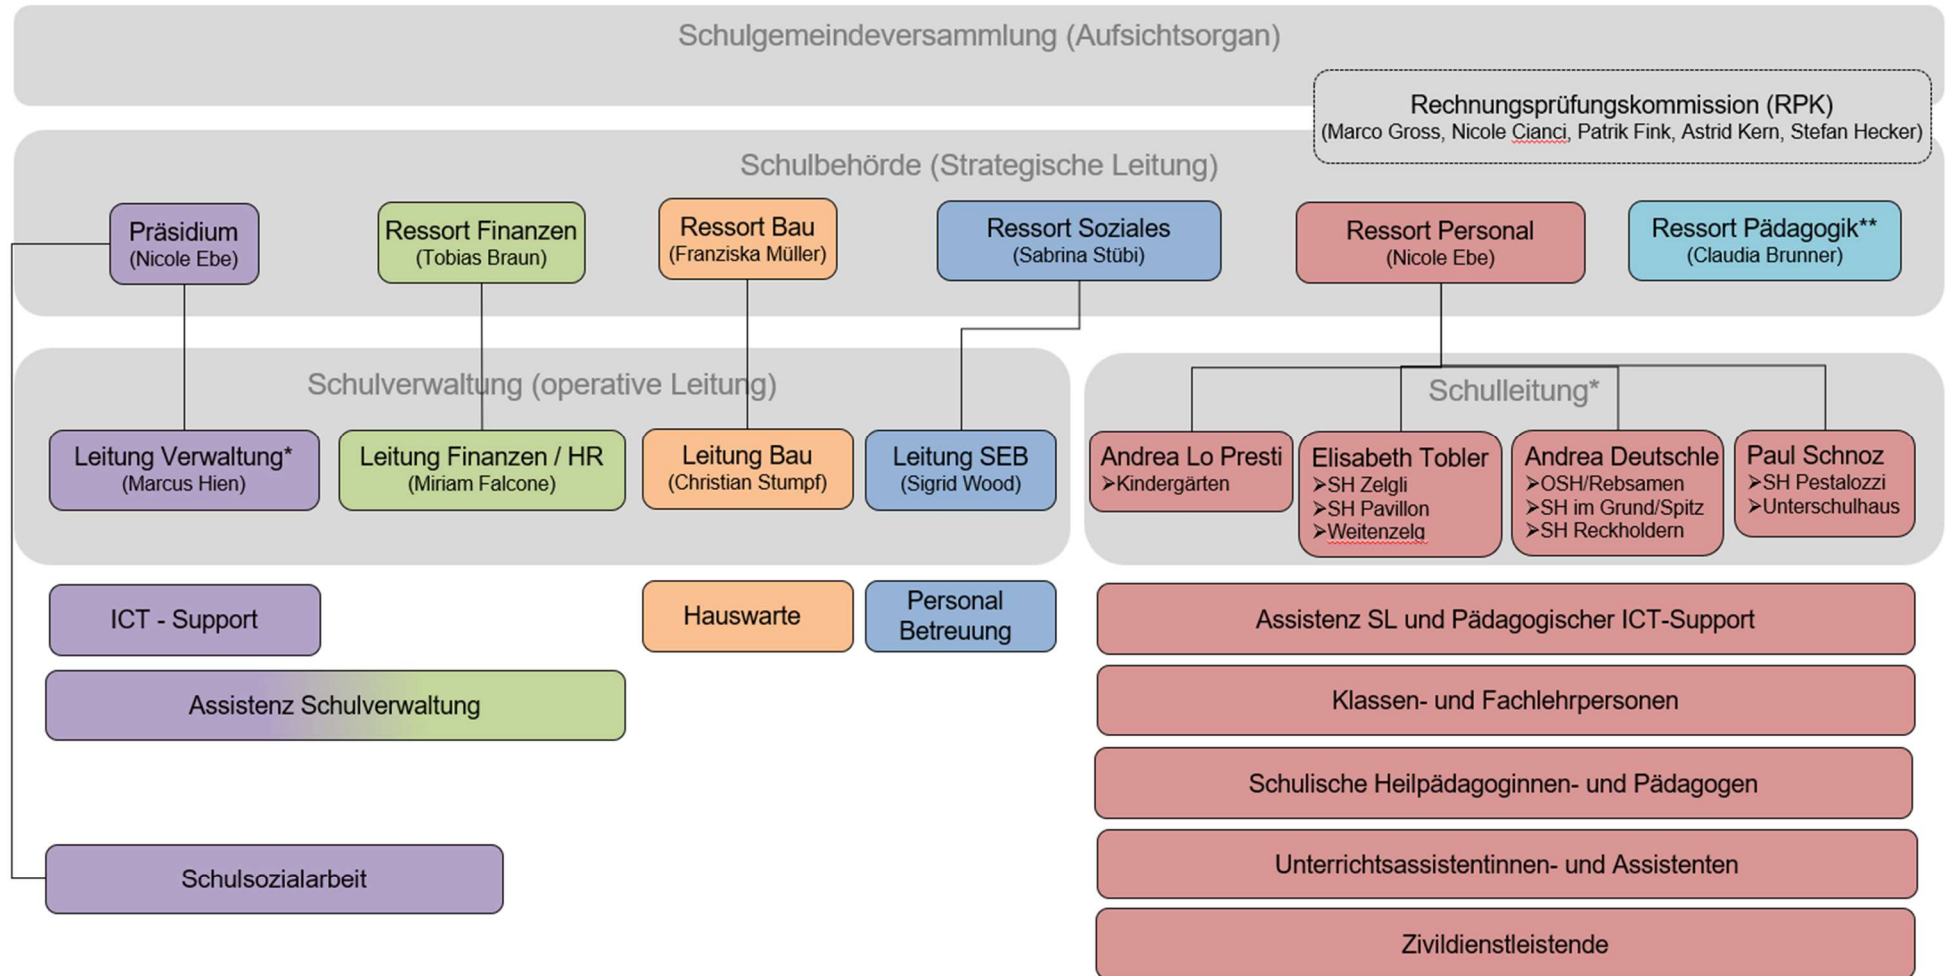 Schulgemeindeversammlung (Aufsichtsorgan)
Rechnungsprüfungskommission (RPK)
(Marco Gross, Nicole Cianci, Patrik Fink, Astrid Kern, Stefan Hecker)
Schulbehörde (Strategische Leitung)
Präsidium
(Nicole Ebe)
Ressort Finanzen
(Tobias Braun)
Ressort Bau
(Franziska Müller)
Ressort Soziales
(Sabrina Stübi)
Ressort Personal
(Nicole Ebe)
Ressort Pädagogik**
(Claudia Brunner)
Schulverwaltung (operative Leitung)
Leitung Verwaltung*
(Marcus Hien)
Leitung Finanzen / HR
(Miriam Falcone)
Leitung Bau
(Christian Stumpf)
Leitung SEB
(Sigrid Wood)
Schulleitung*
Andrea Lo Presti
➢Kindergärten
Elisabeth Tobler
➢SH Zelgli
➢SH Pavillon
➢Weitenzelg
Andrea Deutschle
➢OSH/Rebsamen
➢SH im Grund/Spitz
➢SH Reckholdern
Paul Schnoz
➢SH Pestalozzi
➢Unterschulhaus
ICT - Support
Hauswarte
Personal
Betreuung
Assistenz Schulverwaltung
Schulsozialarbeit
Assistenz SL und Pädagogischer ICT-Support
Klassen- und Fachlehrpersonen
Schulische Heilpädagoginnen- und Pädagogen
Unterrichtsassistentinnen- und Assistenten
Zivildienstleistende